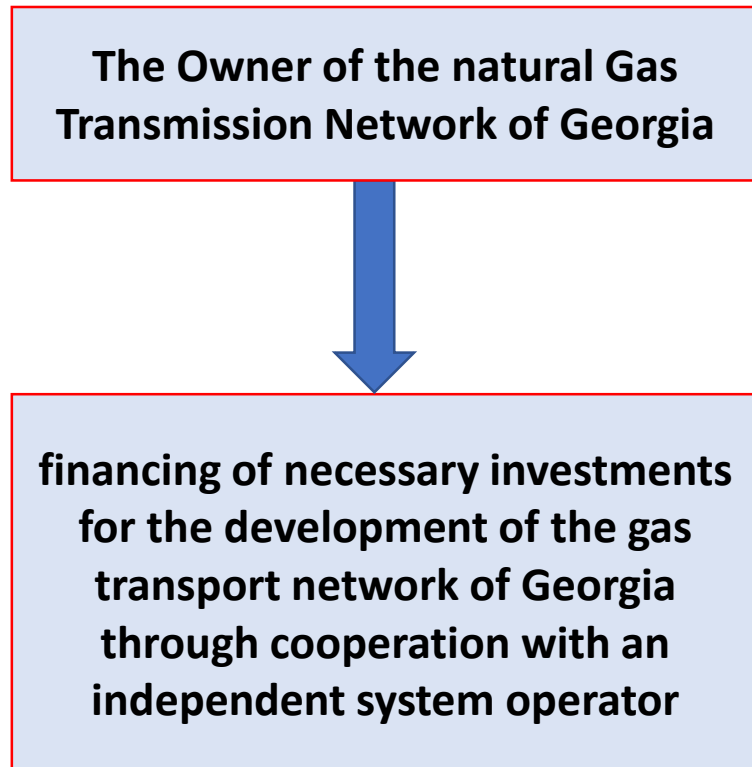 The Owner of the natural Gas
Transmission Network of Georgia
financing of necessary investments
for the development of the gas
transport network of Georgia
through cooperation with an
independent system operator